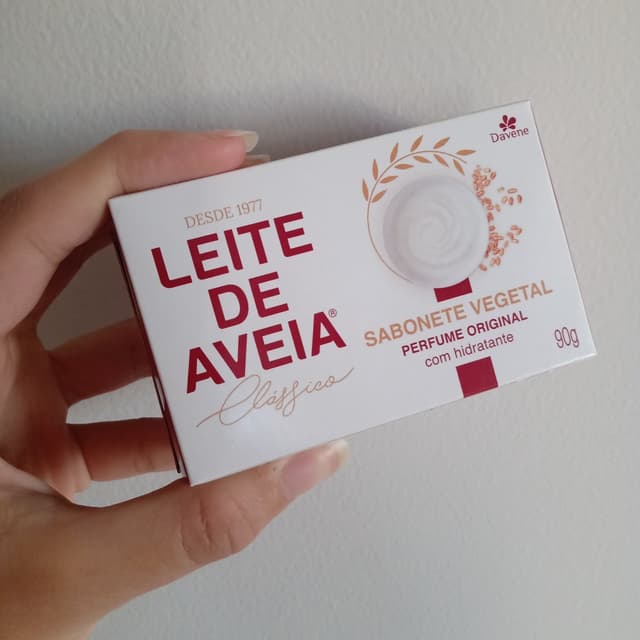 Davene
DESDE 1977
LEITE
DE
AVEIA®
Clássico
SABONETE VEGETAL
PERFUME ORIGINAL
com hidratante
90g